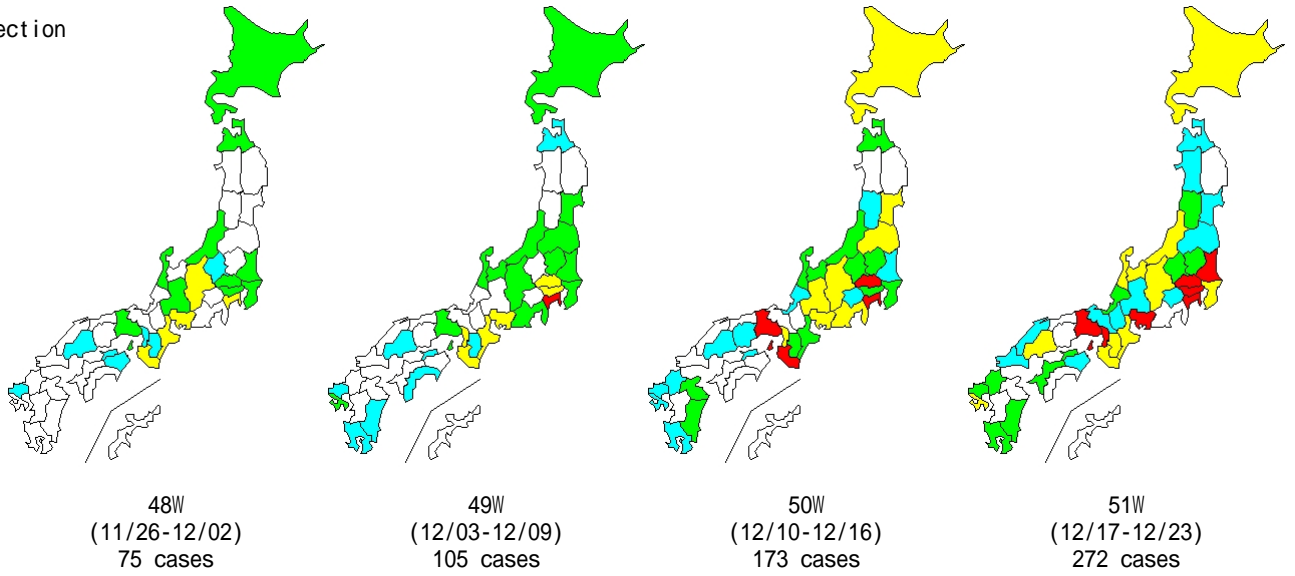 ection
48W
(11/26-12/02)
75 cases
49W
(12/03-12/09)
105 cases
50W
(12/10-12/16)
173 cases
51W
(12/17-12/23)
272 cases